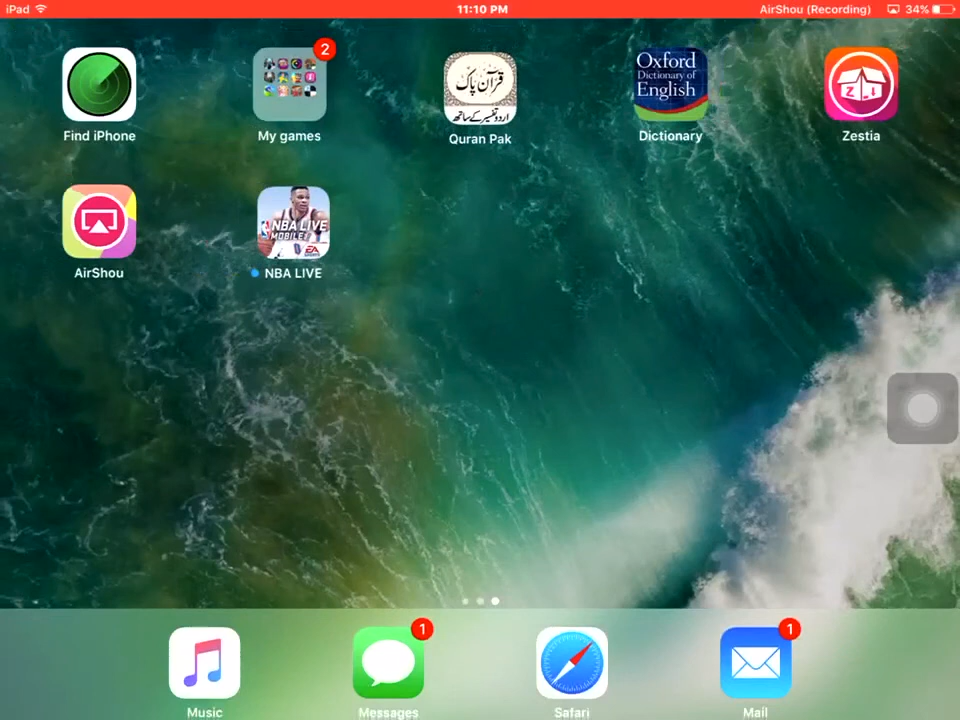 iPad
11:10 PM
AirShou (Recording)
34%
2
Oxford
Dictionary of
English
قرآن پاک
اردو تفسیر کے ساتھ
Z
Find iPhone
My games
Quran Pak
Dictionary
Zestia
NBA LIVE
MOBILE
EA
SPORTS
AirShou
NBA LIVE
1
1
Music
Messages
Safari
Mail